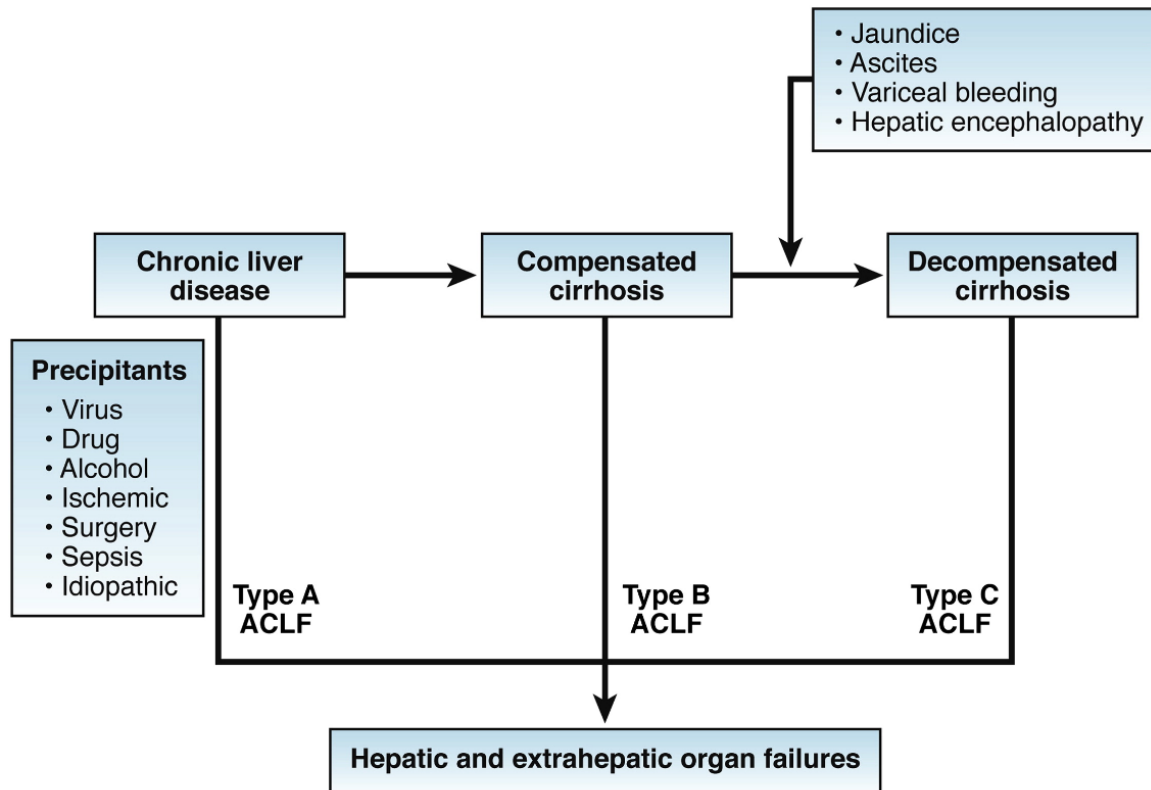 • Jaundice
• Ascites
• Variceal bleeding
• Hepatic encephalopathy
Chronic liver
disease
Compensated
cirrhosis
Decompensated
cirrhosis
Precipitants
• Virus
• Drug
• Alcohol
• Ischemic
• Surgery
• Sepsis
• Idiopathic
Type A
ACLF
Type B
ACLF
Type C
ACLF
Hepatic and extrahepatic organ failures